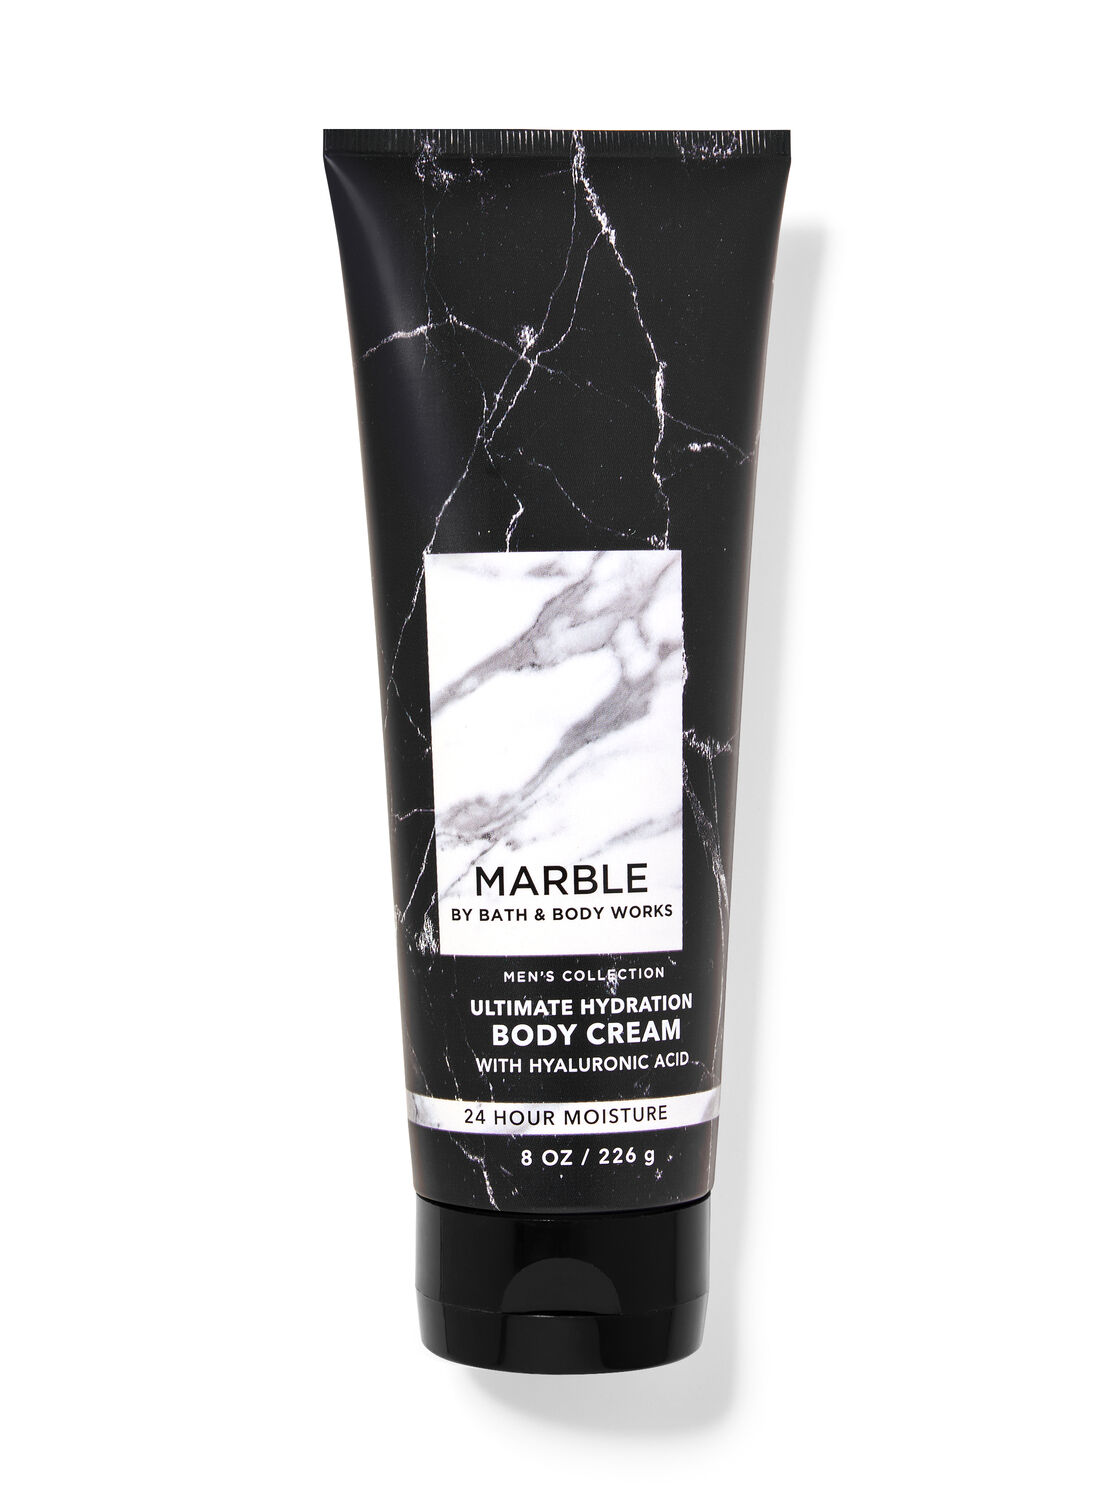 MARBLE
BY BATH & BODY WORKS
MEN'S COLLECTION
ULTIMATE HYDRATION
BODY CREAM
WITH HYALURONIC ACID
24 HOUR MOISTURE
8 OZ / 226 g